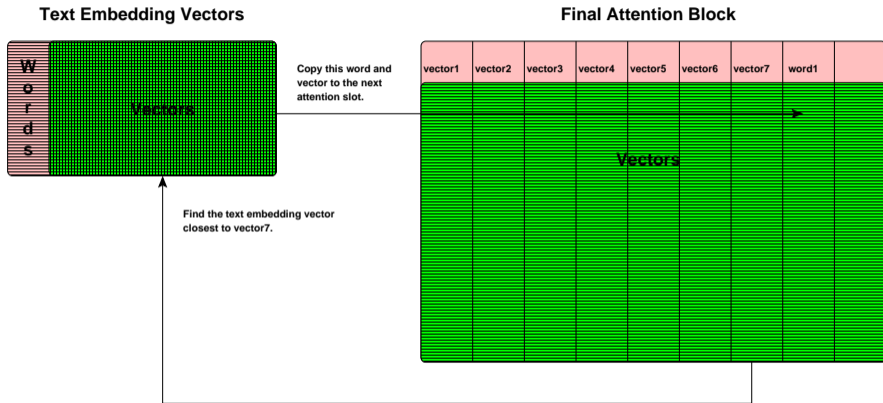 Text Embedding Vectors
Final Attention Block
Words
Vectors
Copy this word and
vector to the next
attention slot.
vector1 vector2 vector3 vector4 vector5 vector6 vector7 word1
Vectors
Find the text embedding vector
closest to vector7.